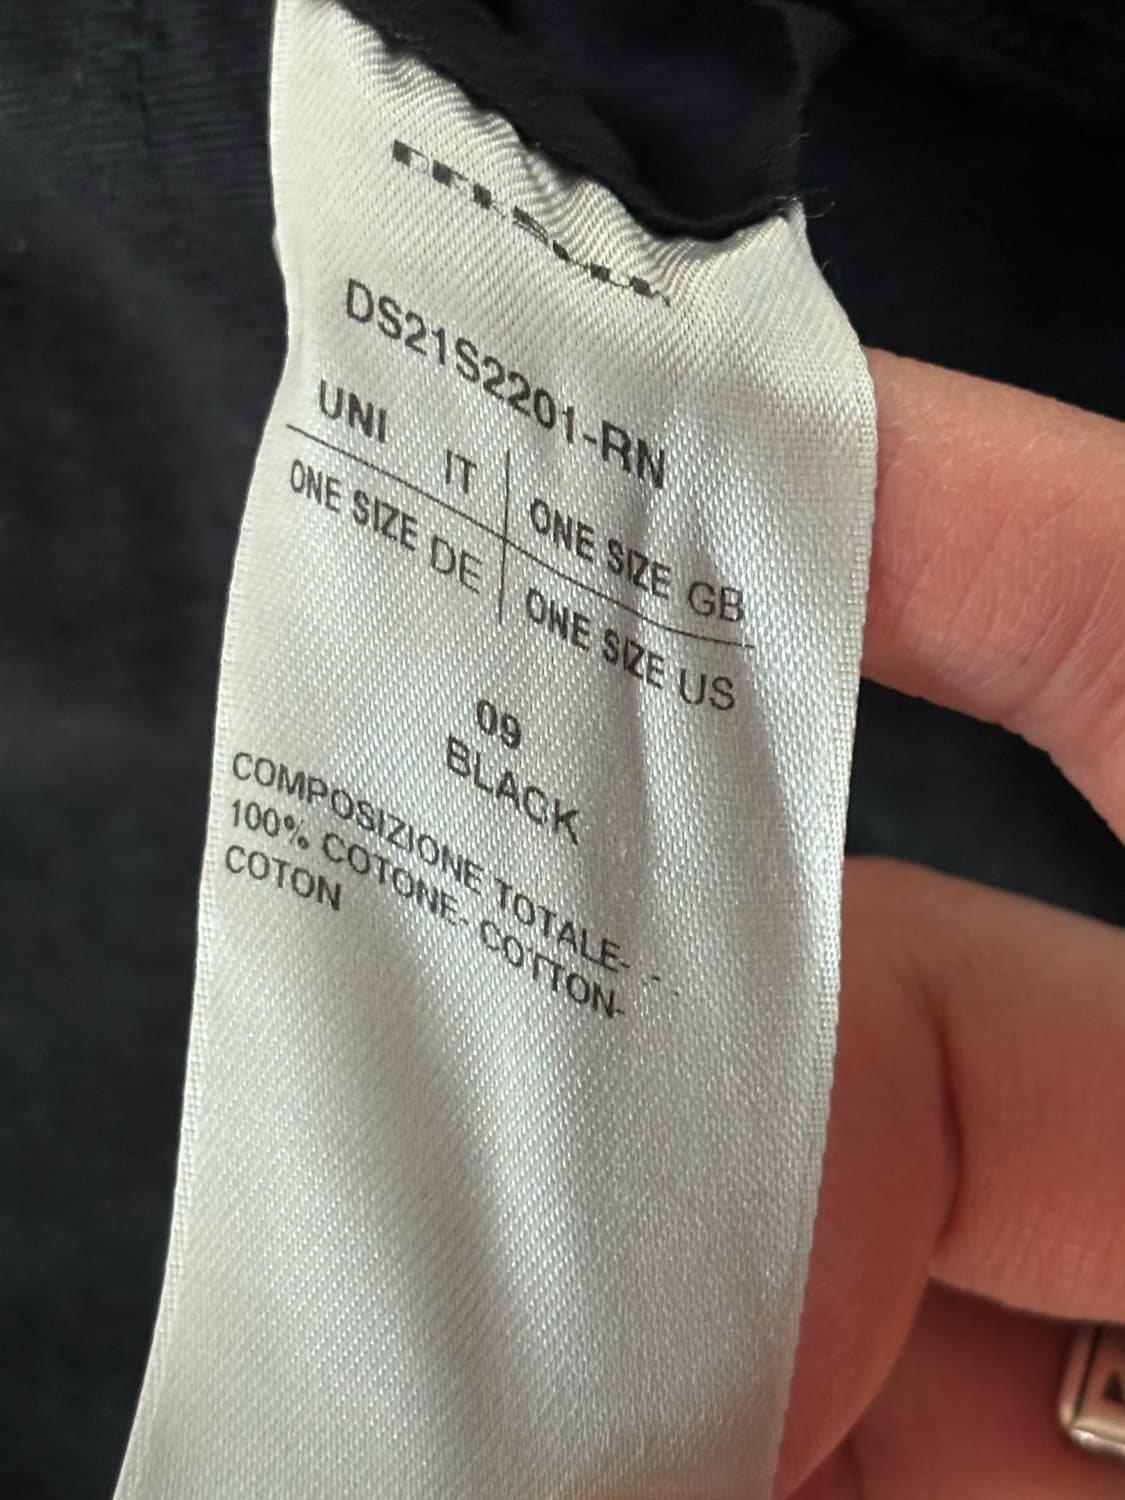 DS21S2201-RN
UNI IT | ONE SIZE GB
ONE SIZE DE | ONE SIZE US
09
BLACK
COMPOSIZIONE TOTALE- - -
100% COTONE- COTTON-
COTON